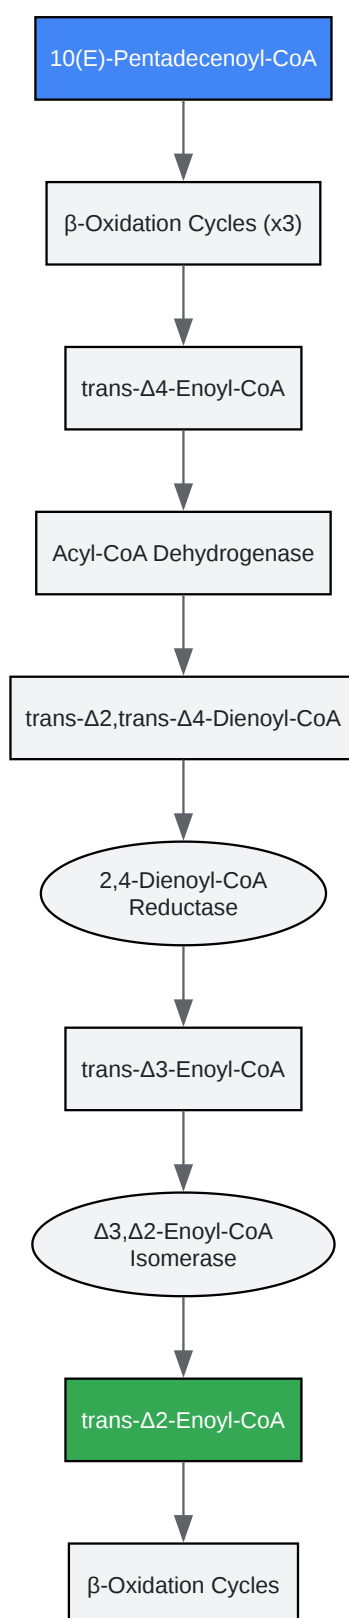 10(E)-Pentadecenoyl-CoA
β-Oxidation Cycles (x3)
trans-Δ4-Enoyl-CoA
Acyl-CoA Dehydrogenase
trans-Δ2,trans-Δ4-Dienoyl-CoA
2,4-Dienoyl-CoA
Reductase
trans-Δ3-Enoyl-CoA
Δ3,Δ2-Enoyl-CoA
Isomerase
trans-Δ2-Enoyl-CoA
β-Oxidation Cycles